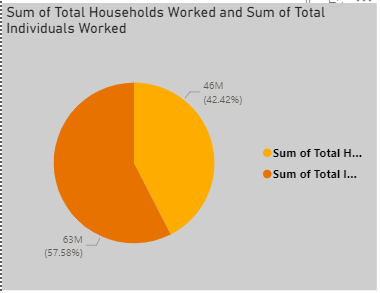 Sum of Total Households Worked and Sum of Total
Individuals Worked
46M
(42.42%)
Sum of Total H...
Sum of Total I...
63M
(57.58%)